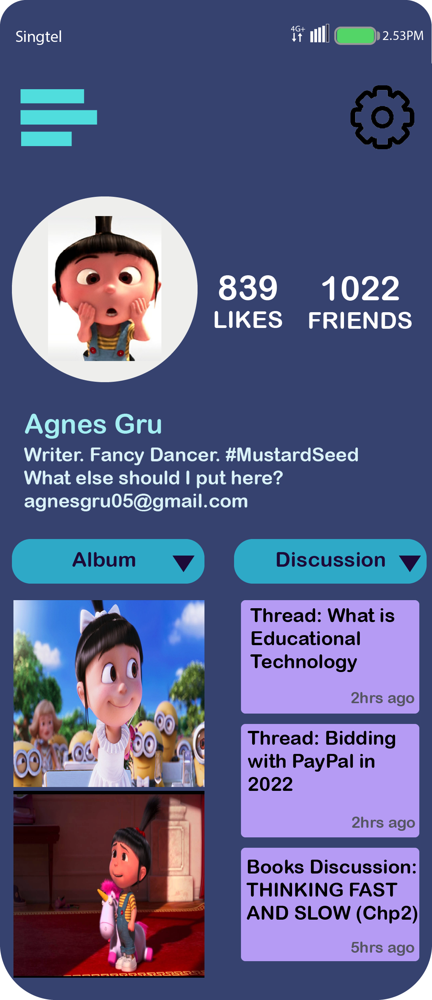 Singtel
4G+
2.53PM
839
LIKES
1022
FRIENDS
Agnes Gru
Writer. Fancy Dancer. #MustardSeed
What else should I put here?
agnesgru05@gmail.com
Album
Discussion
Thread: What is
Educational
Technology
2hrs ago
Thread: Bidding
with PayPal in
2022
2hrs ago
Books Discussion:
THINKING FAST
AND SLOW (Chp2)
5hrs ago